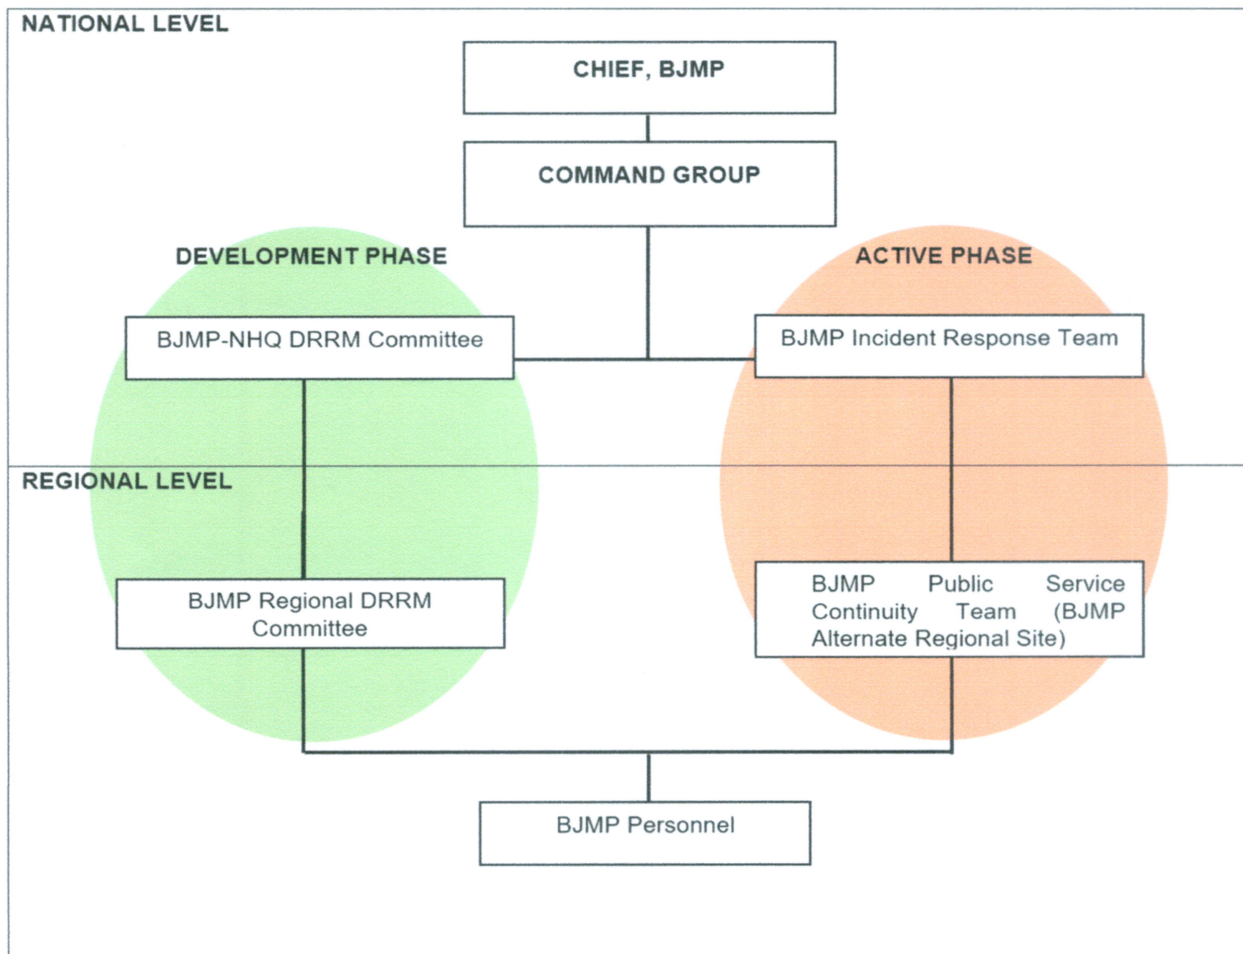 NATIONAL LEVEL
CHIEF, BJMP
COMMAND GROUP
DEVELOPMENT PHASE
ACTIVE PHASE
BJMP-NHQ DRRM Committee
BJMP Incident Response Team
REGIONAL LEVEL
BJMP Regional DRRM
Committee
BJMP Public Service
Continuity Team (BJMP
Alternate Regional Site)
BJMP Personnel